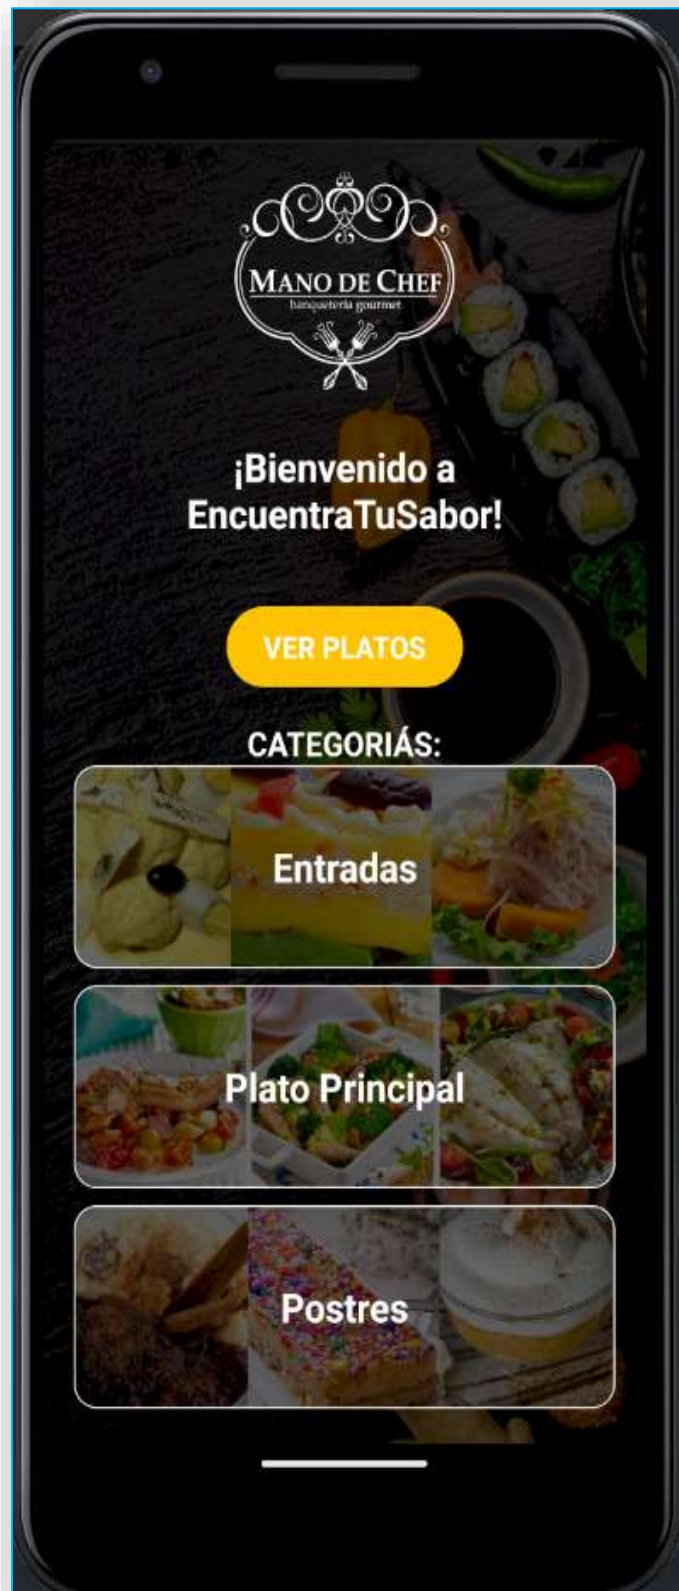 MANO DE CHEF
banquetería gourmet
¡Bienvenido a
EncuentraTuSabor!
VER PLATOS
CATEGORIÁS:
Entradas
Plato Principal
Postres